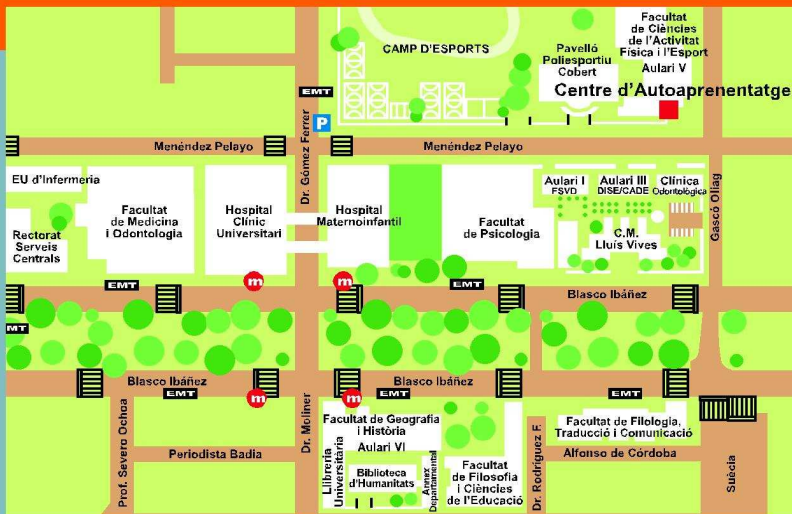 Facultat
de Ciències
de l'Activitat
Física i l'Esport
Aulari V
CAMP D'ESPORTS
Pavelló
Poliesportiu
Cobert
Centre d'Autoaprenentatge
EMT
P
Dr. Gómez Ferrer
Menéndez Pelayo
Menéndez Pelayo
EU d'Infermeria
Facultat
de Medicina
i Odontologia
Hospital
Clínic
Universitari
Hospital
Maternoinfantil
Facultat
de Psicologia
Aulari I
FSVD
Aulari III
DISE/CADE
Clínica
Odontològica
Gascó Oliag
Rectorat
Serveis
Centrals
C.M.
Lluís Vives
EMT
m
m
EMT
Blasco Ibáñez
EMT
MT
Blasco Ibáñez
Blasco Ibáñez
EMT
m
m
EMT
EMT
Prof. Severo Ochoa
Dr. Moliner
Facultat de Geografia
i Història
Aulari VI
Llibreria
Universitària
Biblioteca
d'Humanitats
Annex
Departamental
Facultat
de Filosofia
i Ciències
de l'Educació
Dr. Rodríguez F.
Facultat de Filologia,
Traducció i Comunicació
Periodista Badia
Alfonso de Córdoba
Suècia